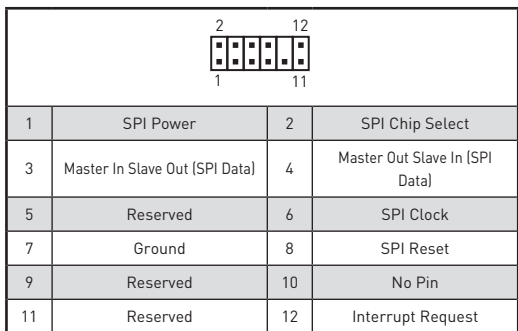 2 12
1 11
1 SPI Power 2 SPI Chip Select
3 Master In Slave Out (SPI Data) 4 Master Out Slave In (SPI
Data)
5 Reserved 6 SPI Clock
7 Ground 8 SPI Reset
9 Reserved 10 No Pin
11 Reserved 12 Interrupt Request